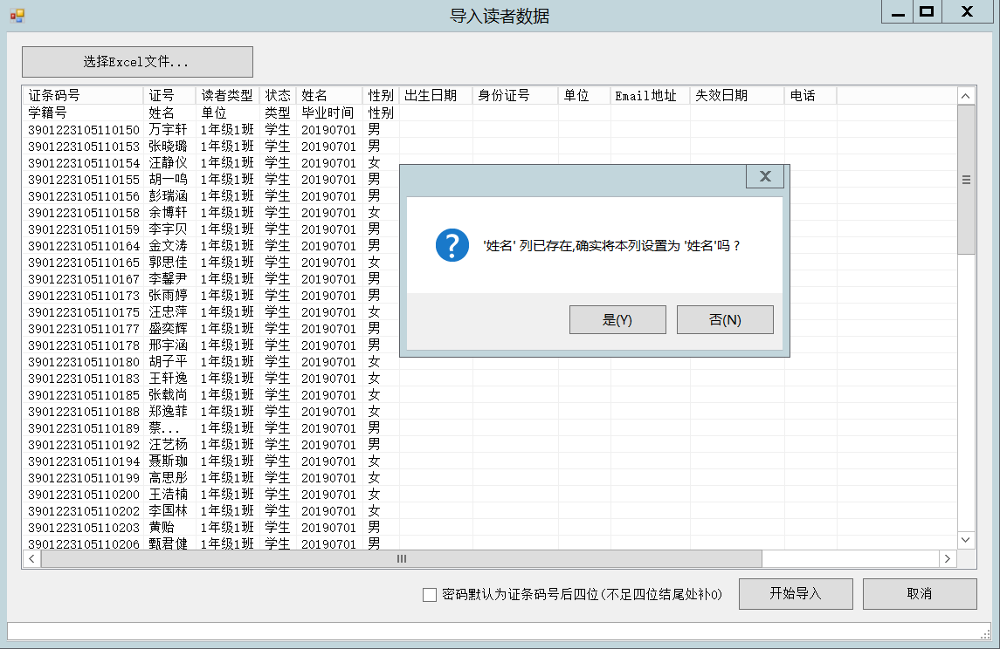 导入读者数据
选择Excel文件...
证条码号 证号 读者类型 状态 姓名 性别 出生日期 身份证号 单位 Email地址 失效日期 电话
学籍号 姓名 单位 类型 毕业时间 性别
3901223105110150 万宇轩 1年级1班 学生 20190701 男
3901223105110153 张晓璐 1年级1班 学生 20190701 男
3901223105110154 汪静仪 1年级1班 学生 20190701 女
3901223105110155 胡一鸣 1年级1班 学生 20190701 男
3901223105110156 彭瑞涵 1年级1班 学生 20190701 男
3901223105110158 余博轩 1年级1班 学生 20190701 女
3901223105110159 李宇贝 1年级1班 学生 20190701 男
3901223105110164 金文涛 1年级1班 学生 20190701 男
3901223105110165 郭思佳 1年级1班 学生 20190701 女
3901223105110167 李馨尹 1年级1班 学生 20190701 男
3901223105110173 张雨婷 1年级1班 学生 20190701 男
3901223105110175 汪忠萍 1年级1班 学生 20190701 女
3901223105110177 盛奕辉 1年级1班 学生 20190701 男
3901223105110178 邢宇涵 1年级1班 学生 20190701 男
3901223105110180 胡子平 1年级1班 学生 20190701 女
3901223105110183 王轩逸 1年级1班 学生 20190701 女
3901223105110185 张载尚 1年级1班 学生 20190701 女
3901223105110188 郑逸菲 1年级1班 学生 20190701 女
3901223105110189 蔡... 1年级1班 学生 20190701 男
3901223105110192 汪艺杨 1年级1班 学生 20190701 男
3901223105110194 聂斯珈 1年级1班 学生 20190701 女
3901223105110199 高思彤 1年级1班 学生 20190701 女
3901223105110200 王浩楠 1年级1班 学生 20190701 女
3901223105110202 李国林 1年级1班 学生 20190701 女
3901223105110203 黄贻 1年级1班 学生 20190701 男
3901223105110206 甄君健 1年级1班 学生 20190701 男
'姓名' 列已存在,确实将本列设置为 '姓名'吗？
是(Y) 否(N)
密码默认为证条码号后四位(不足四位结尾处补0)
开始导入 取消